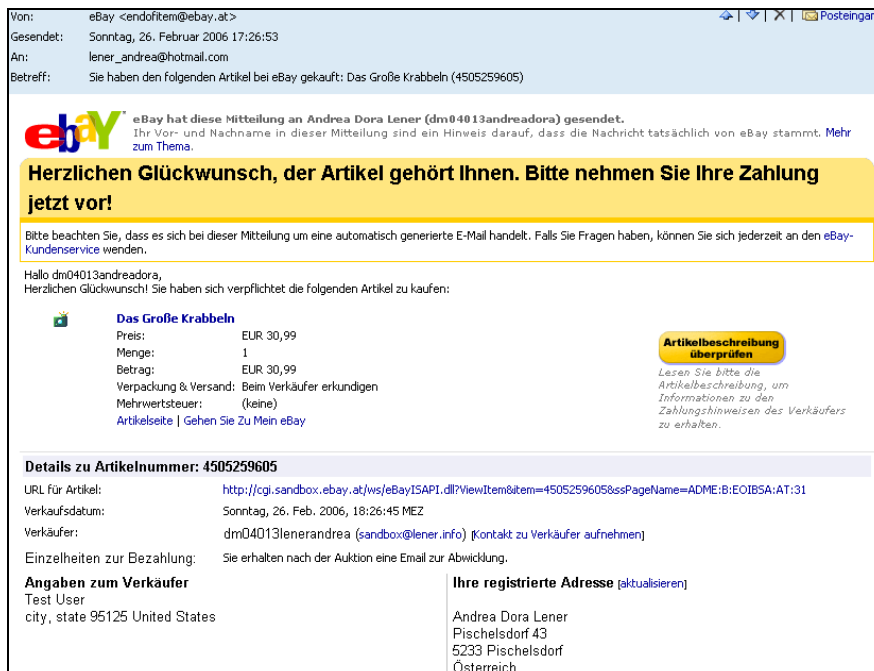 Von: eBay <endofitem@ebay.at> Posteingan
Gesendet: Sonntag, 26. Februar 2006 17:26:53
An: lener_andrea@hotmail.com
Betreff: Sie haben den folgenden Artikel bei eBay gekauft: Das Große Krabbeln (4505259605)
ebaY eBay hat diese Mitteilung an Andrea Dora Lener (dm04013andreadora) gesendet.
Ihr Vor- und Nachname in dieser Mitteilung sind ein Hinweis darauf, dass die Nachricht tatsächlich von eBay stammt. Mehr
zum Thema.
Herzlichen Glückwunsch, der Artikel gehört Ihnen. Bitte nehmen Sie Ihre Zahlung
jetzt vor!
Bitte beachten Sie, dass es sich bei dieser Mitteilung um eine automatisch generierte E-Mail handelt. Falls Sie Fragen haben, können Sie sich jederzeit an den eBay-
Kundenservice wenden.
Hallo dm04013andreadora,
Herzlichen Glückwunsch! Sie haben sich verpflichtet die folgenden Artikel zu kaufen:
Das Große Krabbeln
Preis: EUR 30,99
Menge: 1
Betrag: EUR 30,99
Verpackung & Versand: Beim Verkäufer erkundigen
Mehrwertsteuer: (keine)
Artikelseite | Gehen Sie Zu Mein eBay
Artikelbeschreibung
überprüfen
Lesen Sie bitte die
Artikelbeschreibung, um
Informationen zu den
Zahlungshinweisen des Verkäufers
zu erhalten.
Details zu Artikelnummer: 4505259605
URL für Artikel: http://cgi.sandbox.ebay.at/ws/eBayISAPI.dll?ViewItem&item=4505259605&ssPageName=ADME:B:EOIBSA:AT:31
Verkaufsdatum: Sonntag, 26. Feb. 2006, 18:26:45 MEZ
Verkäufer: dm04013lenerandrea (sandbox@lener.info) [Kontakt zu Verkäufer aufnehmen]
Einzelheiten zur Bezahlung: Sie erhalten nach der Auktion eine Email zur Abwicklung.
Angaben zum Verkäufer
Test User
city, state 95125 United States
Ihre registrierte Adresse [aktualisieren]
Andrea Dora Lener
Pischelsdorf 43
5233 Pischelsdorf
Österreich